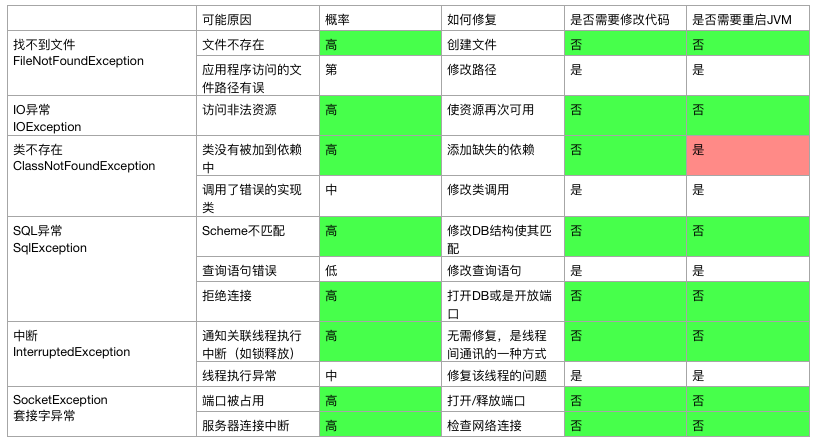 可能原因 概率 如何修复 是否需要修改代码 是否需要重启JVM
找不到文件 文件不存在 高 创建文件 否 否
FileNotFoundException
应用程序访问的文 第 修改路径 是 是
件路径有误
IO异常 访问非法资源 高 使资源再次可用 否 否
IOException
类不存在 类没有被加到依赖 高 添加缺失的依赖 否 是
ClassNotFoundException 中
调用了错误的实现 中 修改类调用 是 是
类
SQL异常 Scheme不匹配 高 修改DB结构使其匹 否 否
SqlException 配
查询语句错误 低 修改查询语句 是 是
拒绝连接 高 打开DB或是开放端 否 否
口
中断 通知关联线程执行 高 无需修复，是线程 否 否
InterruptedException 中断（如锁释放） 间通讯的一种方式
线程执行异常 中 修复该线程的问题 是 是
SocketException 端口被占用 高 打开/释放端口 否 否
套接字异常 服务器连接中断 高 检查网络连接 否 否